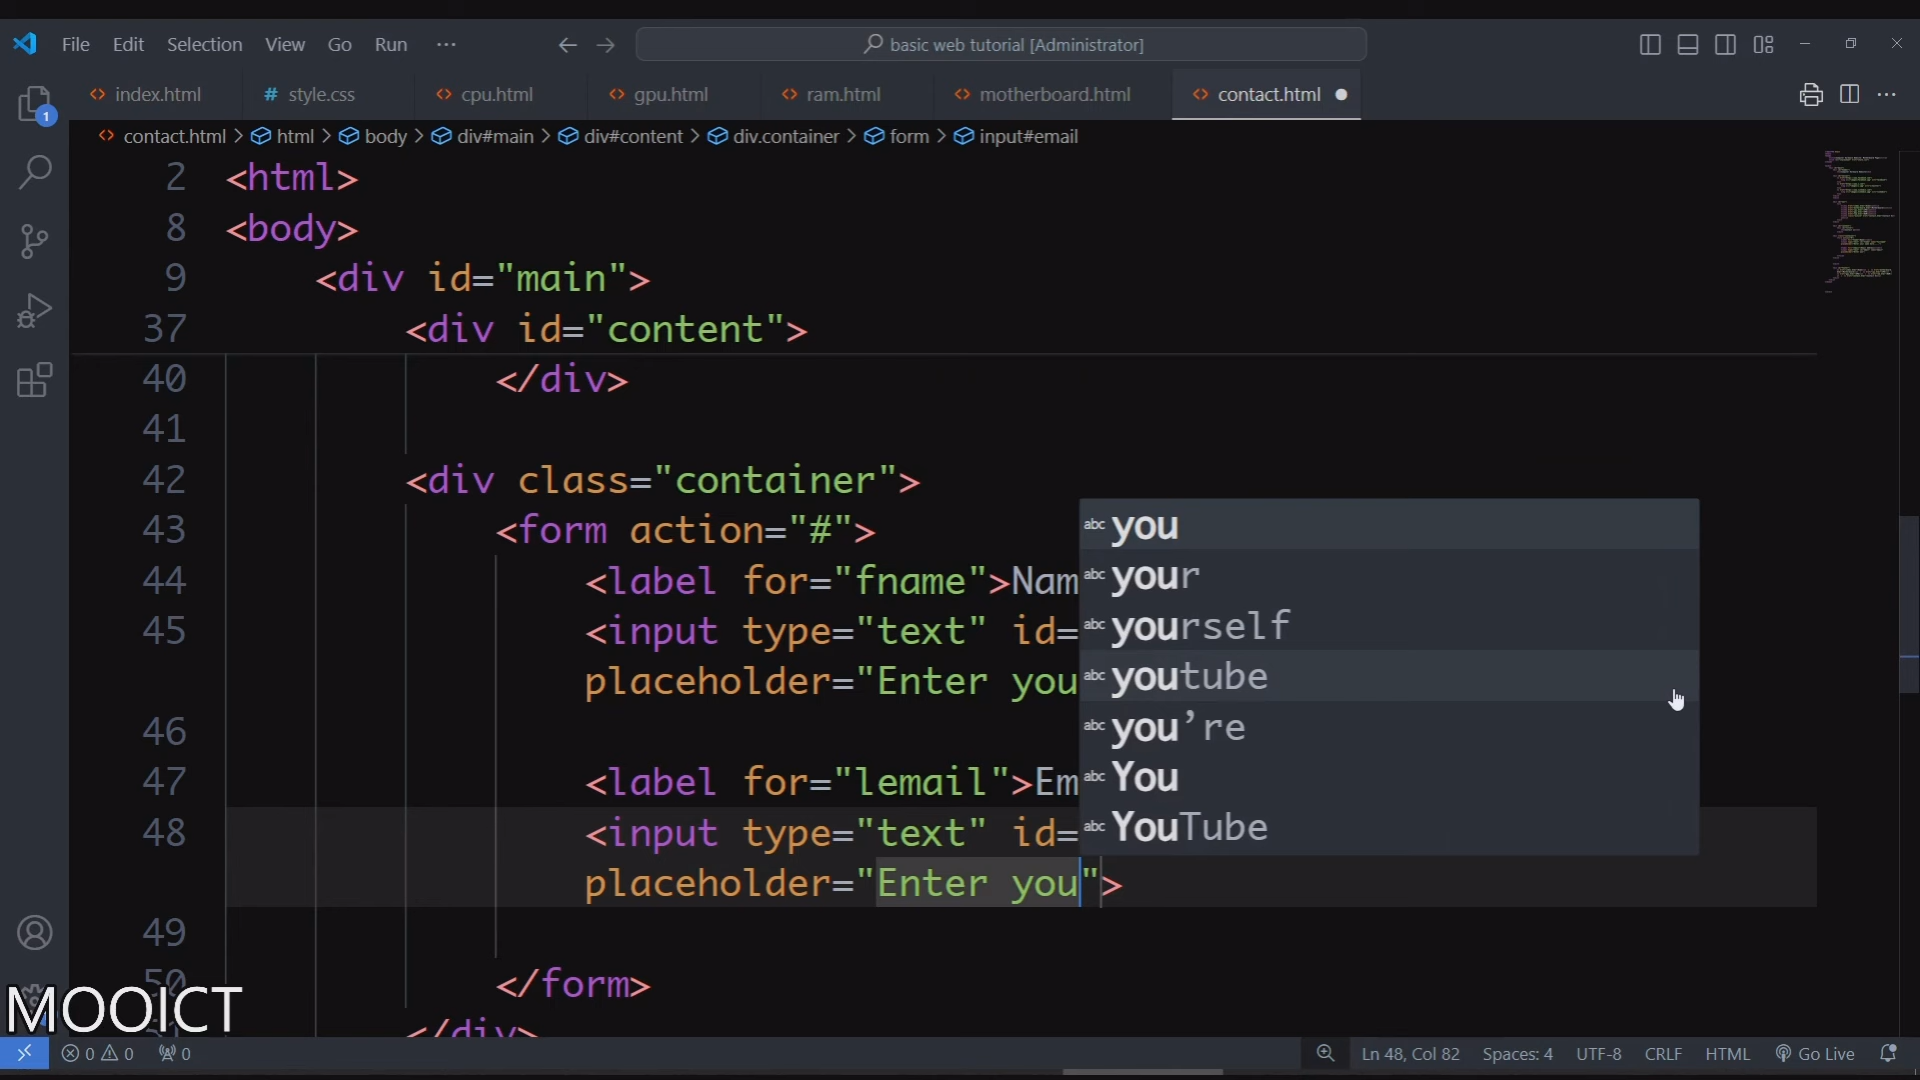 File Edit Selection View Go Run ...
basic web tutorial [Administrator]
index.html # style.css cpu.html gpu.html ram.html motherboard.html contact.html
1
contact.html > html > body > div#main > div#content > div.container > form > input#email
2 <html>
8 <body>
9 <div id="main">
37 <div id="content">
40 </div>
41
42 <div class="container">
43 <form action="#">
44 <label for="fname">Nam
45 <input type="text" id=
placeholder="Enter you
46
47 <label for="lemail">Em
48 <input type="text" id=
placeholder="Enter you">
49
50 </form>
</div>
abc you
abc your
abc yourself
abc youtube
abc you’re
abc You
abc YouTube
MOOICT
0 0 0 Ln 48, Col 82 Spaces: 4 UTF-8 CRLF HTML Go Live